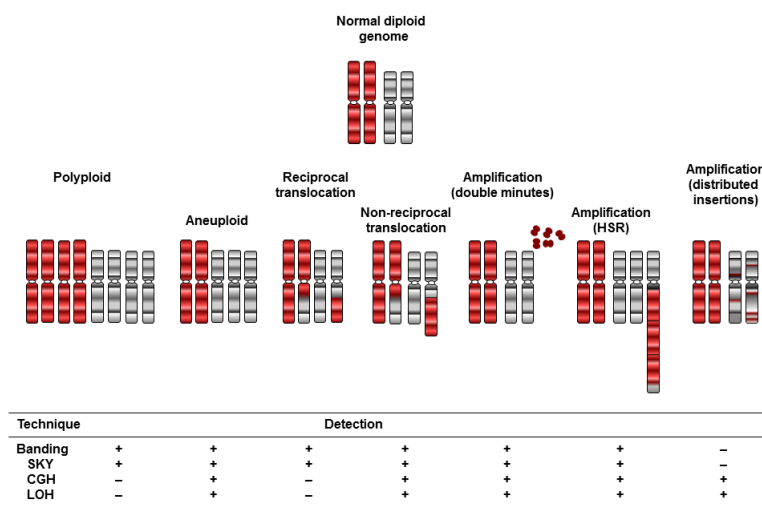 Normal diploid
genome
Polyploid
Aneuploid
Reciprocal
translocation
Non-reciprocal
translocation
Amplification
(double minutes)
Amplification
(HSR)
Amplification
(distributed
insertions)
Technique Detection
Banding + + + + + + –
SKY + + + + + + –
CGH – + – + + + +
LOH – + – + + + +